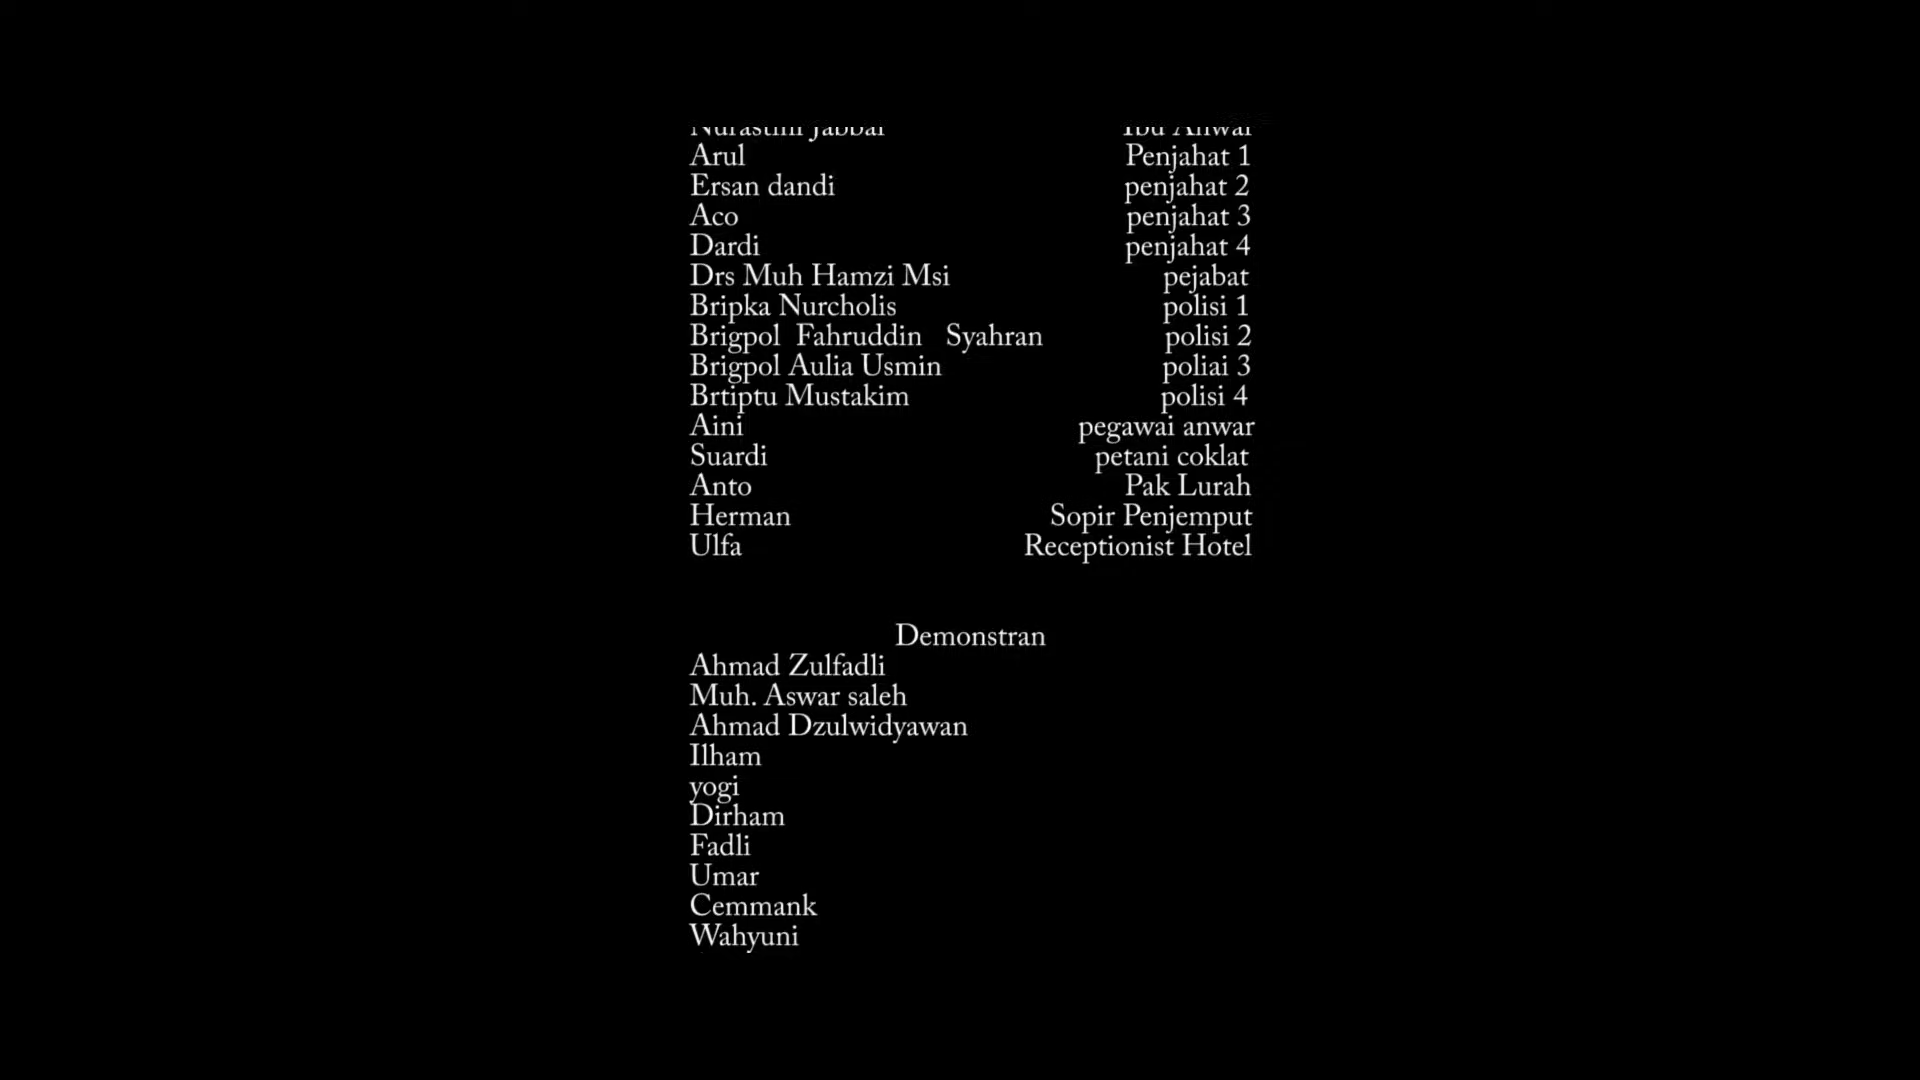 Jabbar Ibu Anwar
Arul Penjahat 1
Ersan dandi penjahat 2
Aco penjahat 3
Dardi penjahat 4
Drs Muh Hamzi Msi pejabat
Bripka Nurcholis polisi 1
Brigpol Fahruddin Syahran polisi 2
Brigpol Aulia Usmin poliai 3
Brtiptu Mustakim polisi 4
Aini pegawai anwar
Suardi petani coklat
Anto Pak Lurah
Herman Sopir Penjemput
Ulfa Receptionist Hotel
Demonstran
Ahmad Zulfadli
Muh. Aswar saleh
Ahmad Dzulwidyawan
Ilham
yogi
Dirham
Fadli
Umar
Cemmank
Wahyuni